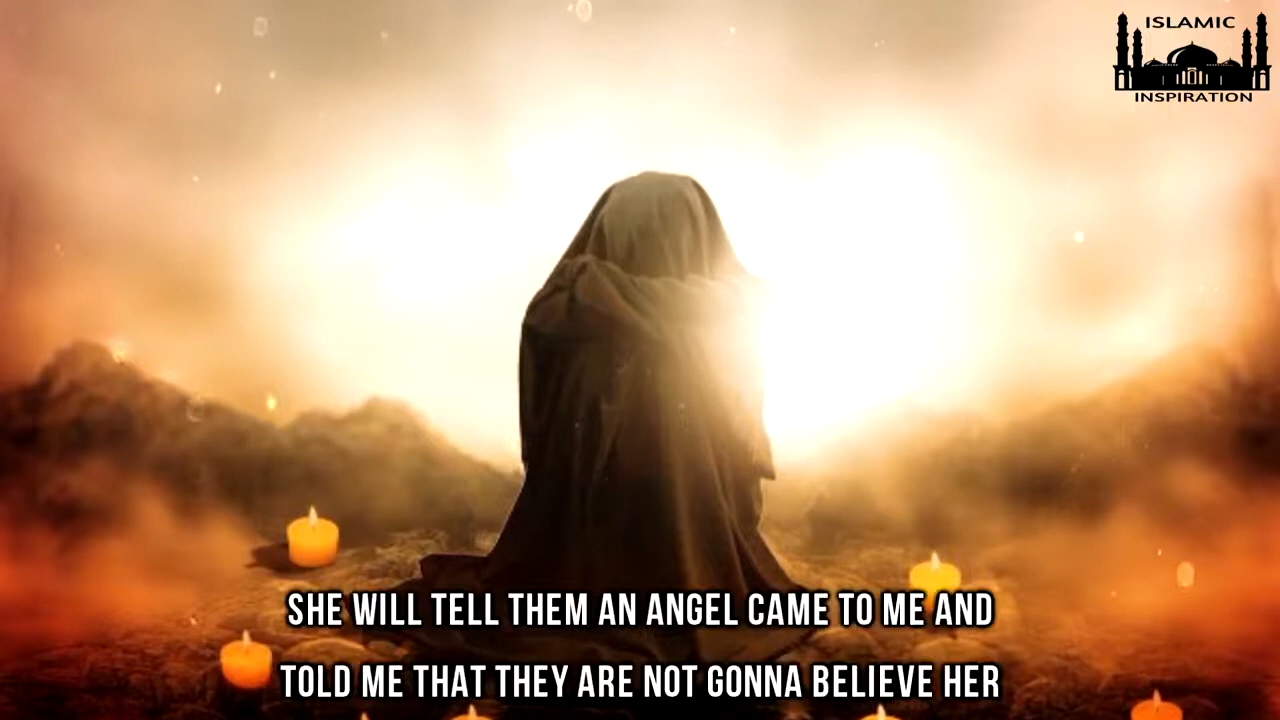 ISLAMIC
INSPIRATION
SHE WILL TELL THEM AN ANGEL CAME TO ME AND
TOLD ME THAT THEY ARE NOT GONNA BELIEVE HER